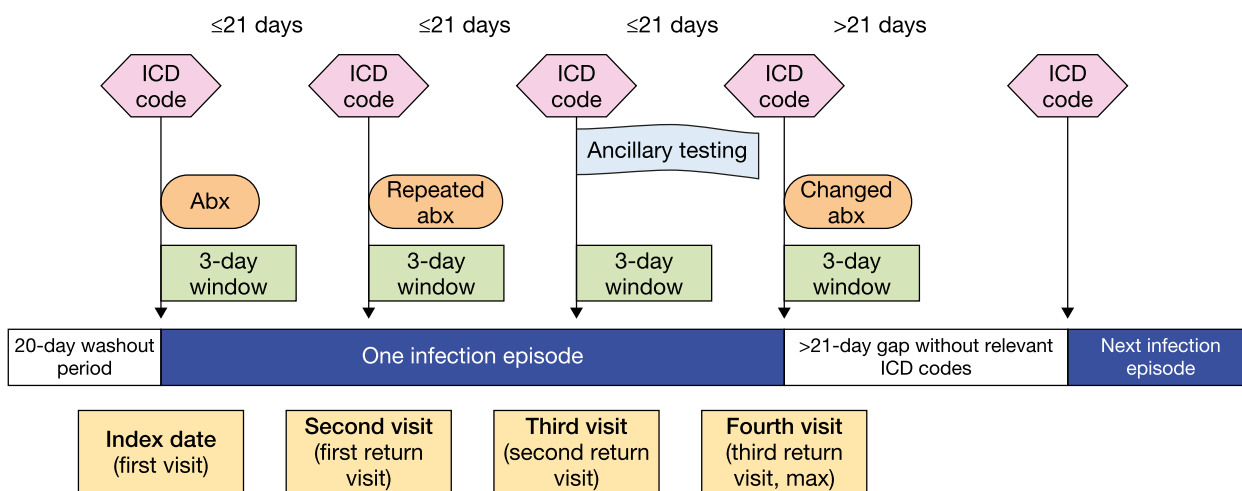 ≤21 days
≤21 days
≤21 days
>21 days
ICD
code
ICD
code
ICD
code
ICD
code
ICD
code
Ancillary testing
Abx
Repeated
abx
Changed
abx
3-day
window
3-day
window
3-day
window
3-day
window
20-day washout
period
One infection episode
>21-day gap without relevant
ICD codes
Next infection
episode
Index date
(first visit)
Second visit
(first return
visit)
Third visit
(second return
visit)
Fourth visit
(third return
visit, max)